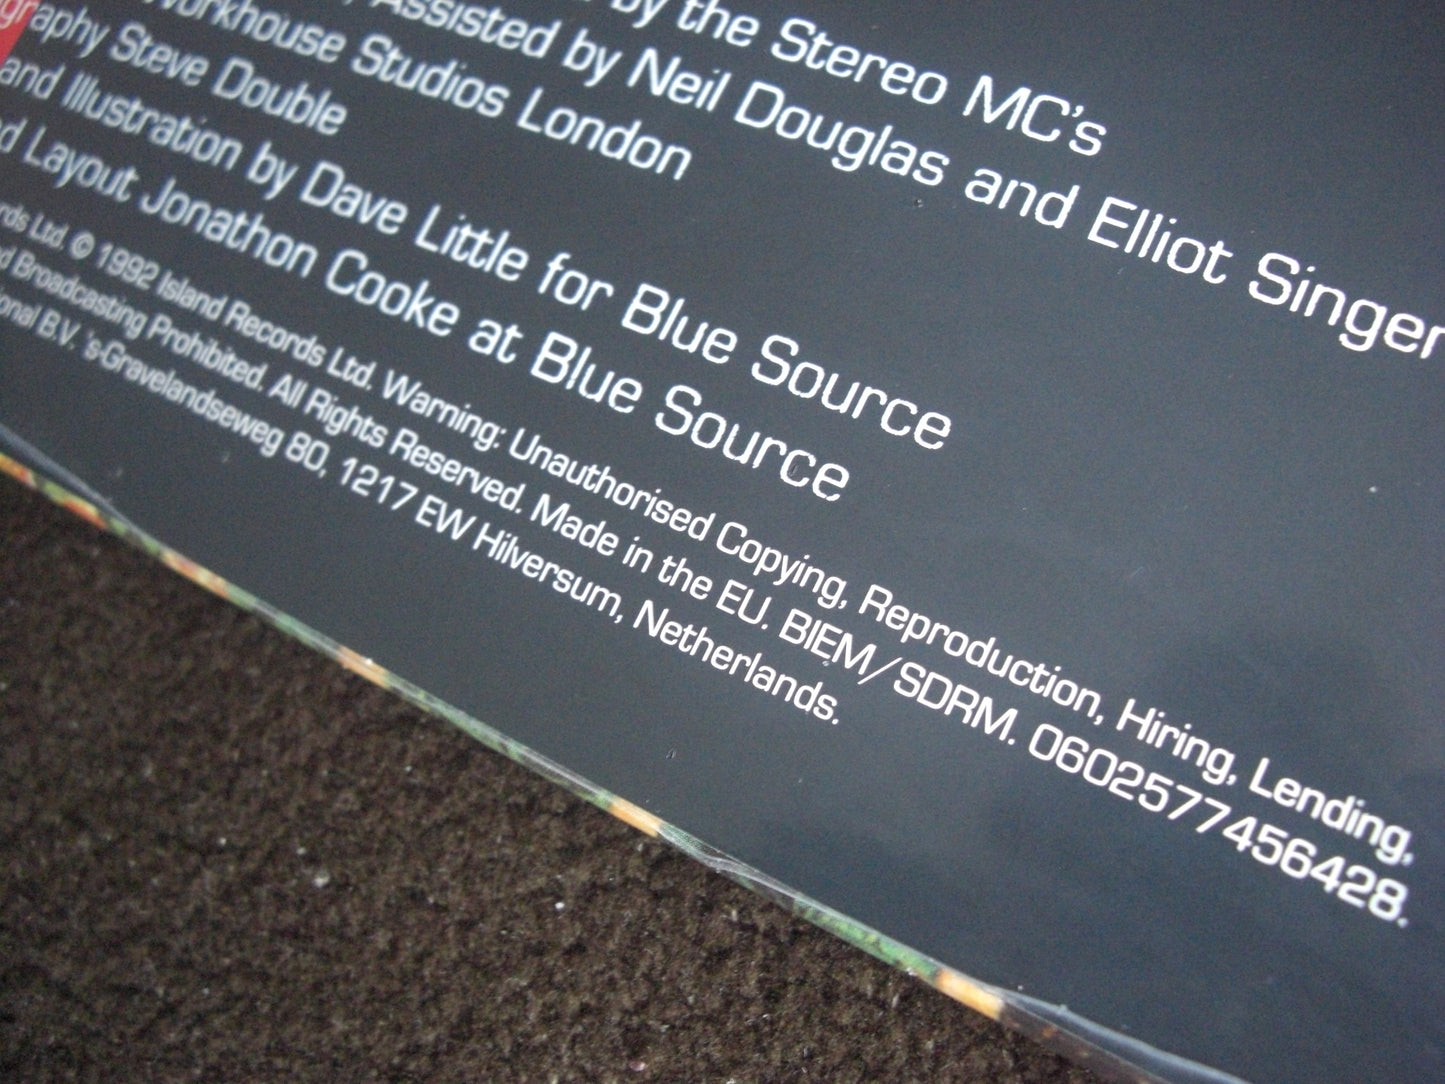 by the Stereo MC's
Assisted by Neil Douglas and Elliot Singer
Workhouse Studios London
graphy Steve Double
and Illustration by Dave Little for Blue Source
d Layout Jonathon Cooke at Blue Source
rds Ltd. © 1992 Island Records Ltd. Warning: Unauthorised Copying, Reproduction, Hiring, Lending,
d Broadcasting Prohibited. All Rights Reserved. Made in the EU. BIEM/SDRM. 0602577456428.
ional B.V. 's-Gravelandseweg 80, 1217 EW Hilversum, Netherlands.